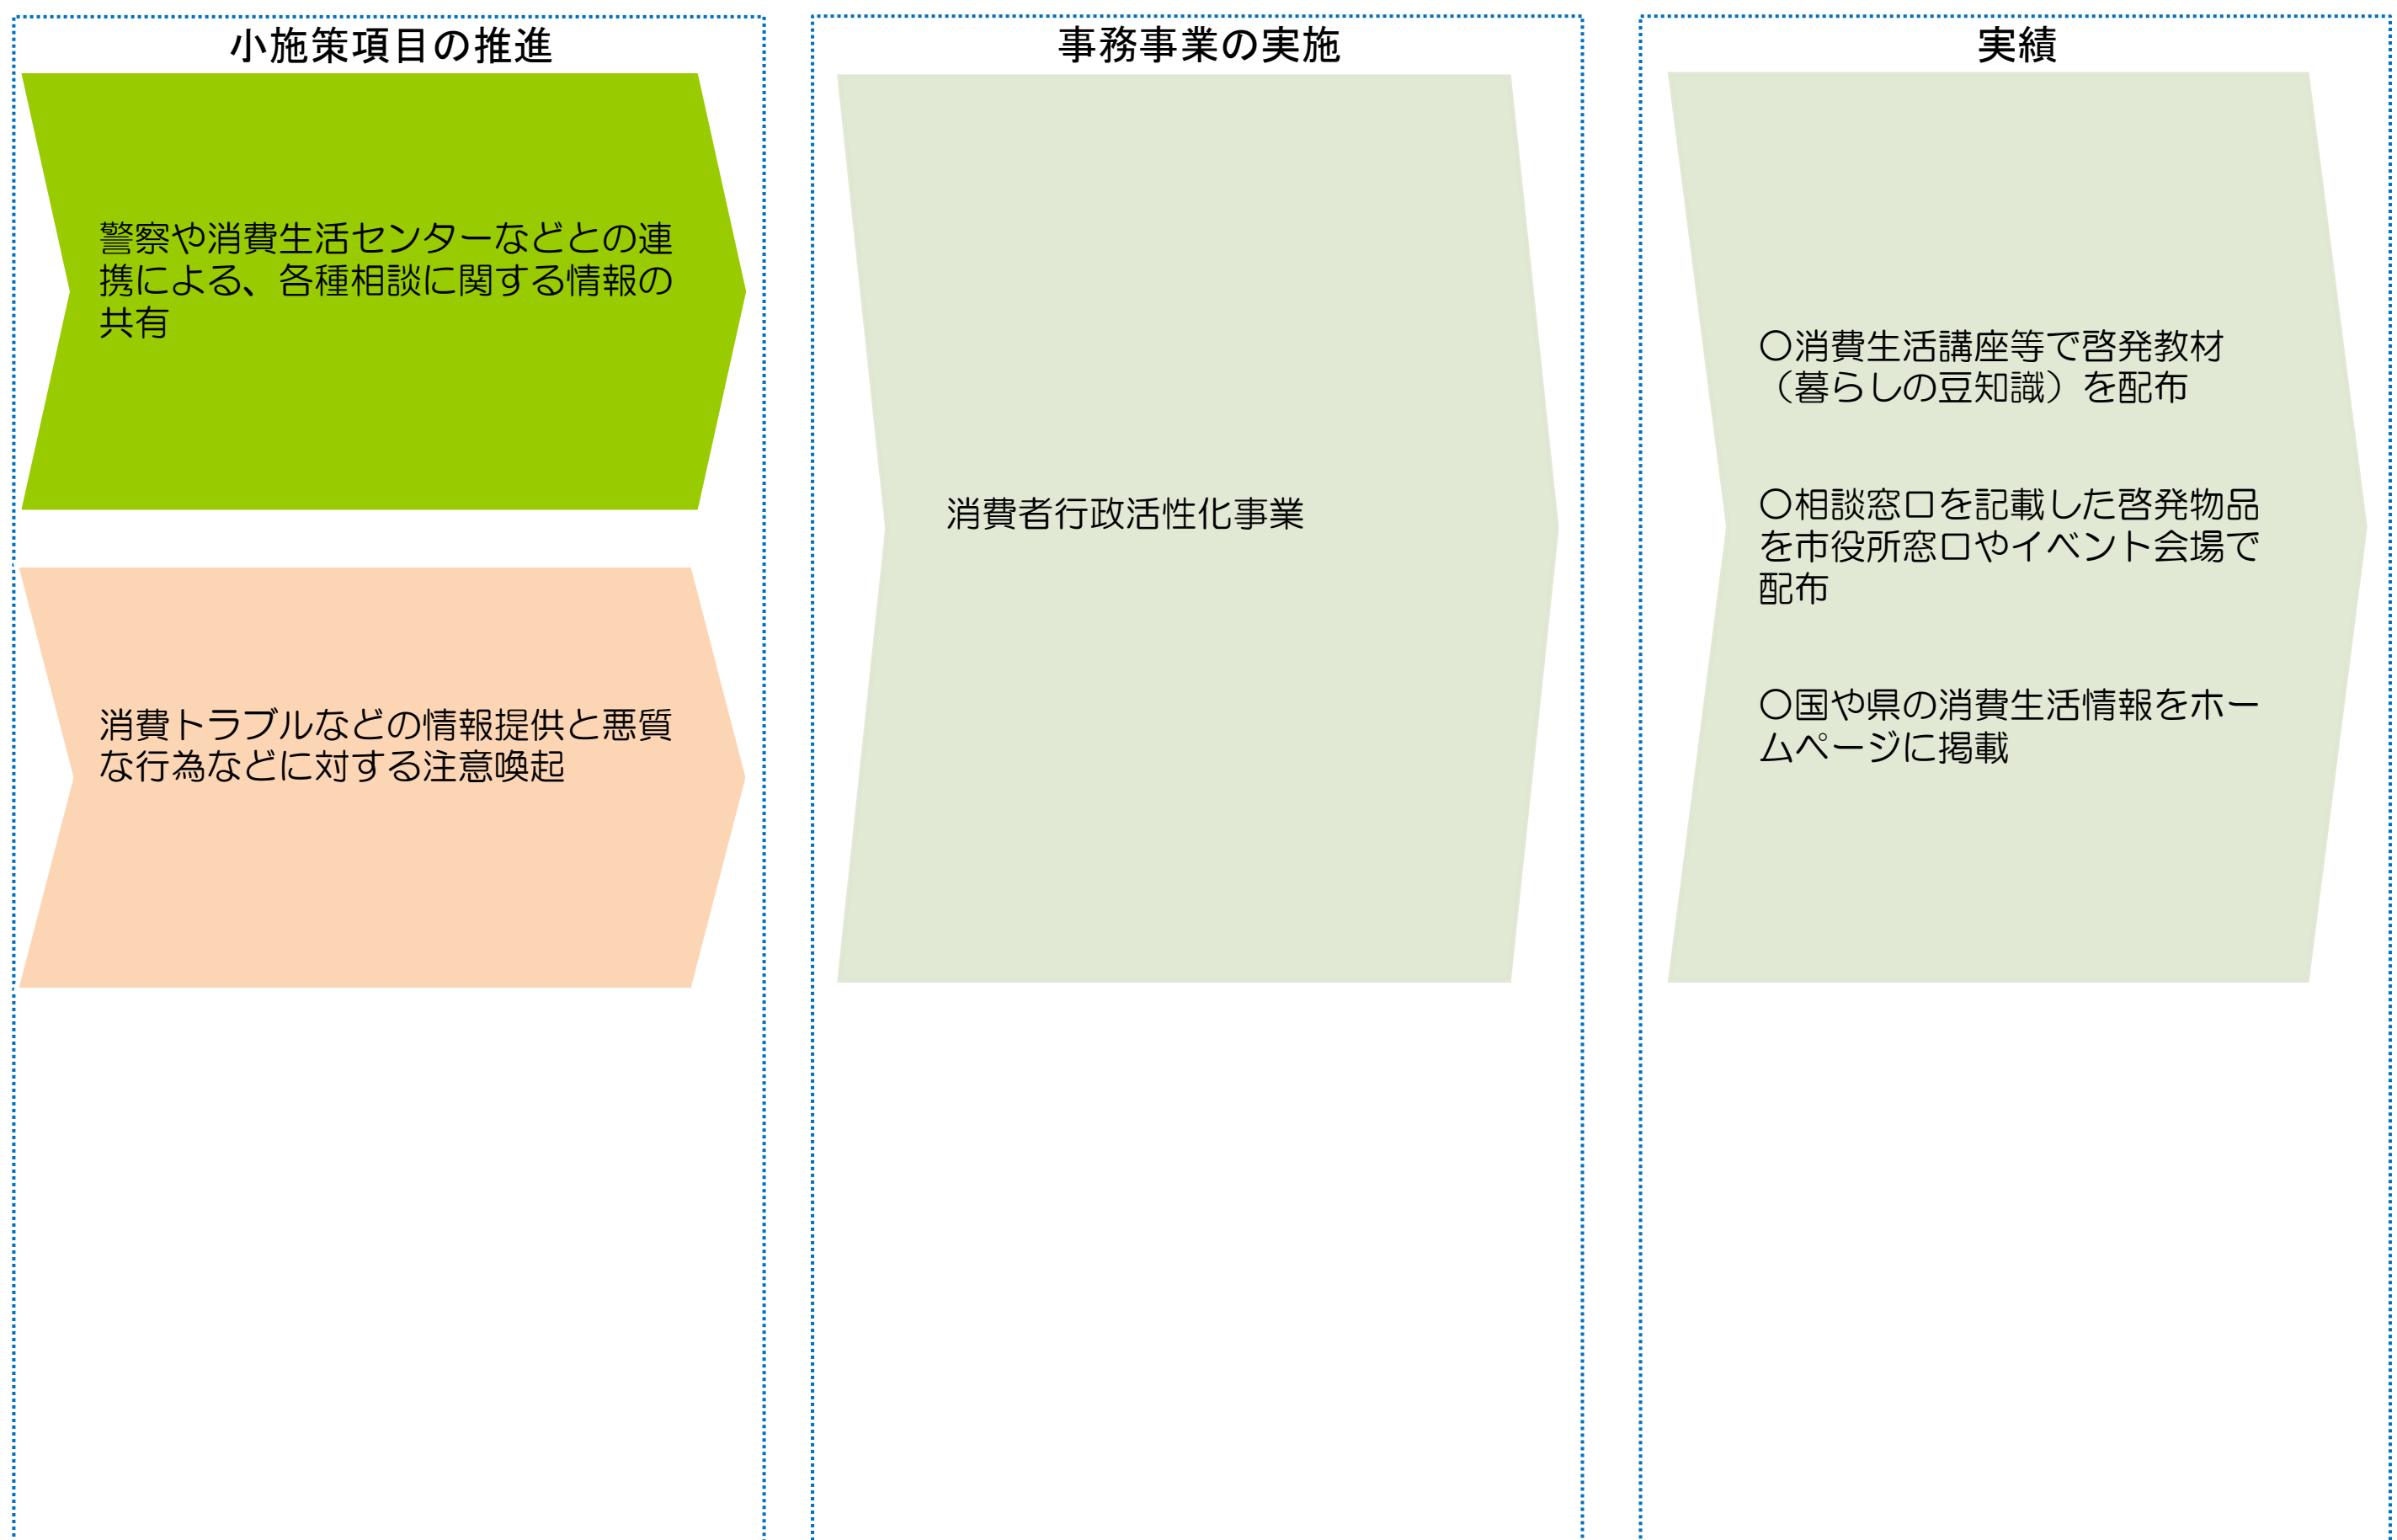 小施策項目の推進
警察や消費生活センターなどとの連
携による、各種相談に関する情報の
共有
消費トラブルなどの情報提供と悪質
な行為などに対する注意喚起
事務事業の実施
消費者行政活性化事業
実績
〇消費生活講座等で啓発教材
（暮らしの豆知識）を配布
〇相談窓口を記載した啓発物品
を市役所窓口やイベント会場で
配布
〇国や県の消費生活情報をホー
ムページに掲載